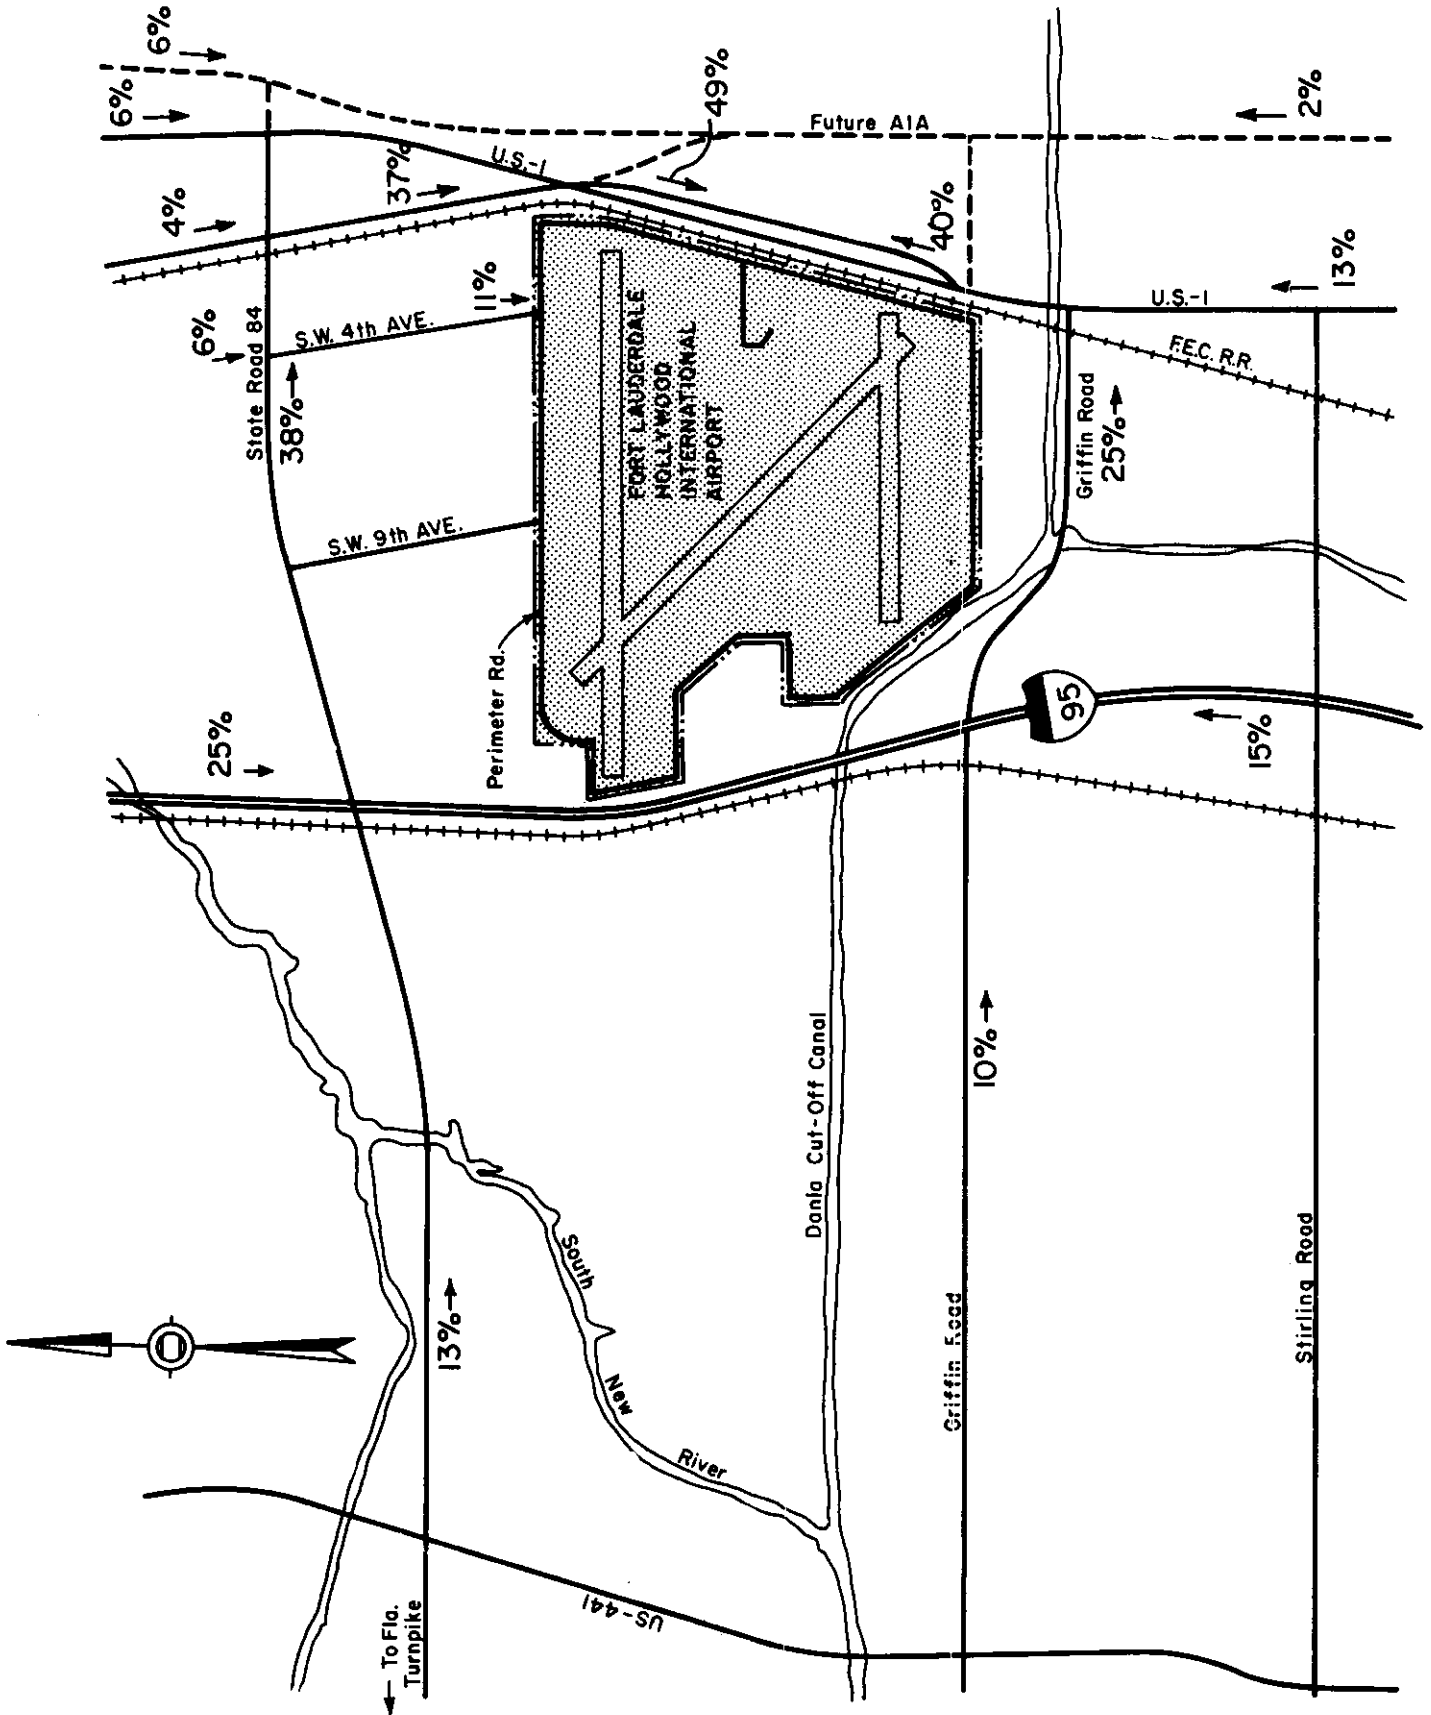 6%
6%
4%
37%
49%
Future A1A
2%
U.S.-1
40%
13%
U.S.-1
11%
6%
S.W. 4th AVE.
State Road 84
38%
FORT LAUDERDALE
HOLLYWOOD
INTERNATIONAL
AIRPORT
F.E.C. R.R.
Griffin Road
25%
S.W. 9th AVE.
Perimeter Rd.
25%
95
15%
10%
Dania Cut-Off Canal
13%
South
New
River
Griffin Road
Stirling Road
US-441
To Fla.
Turnpike